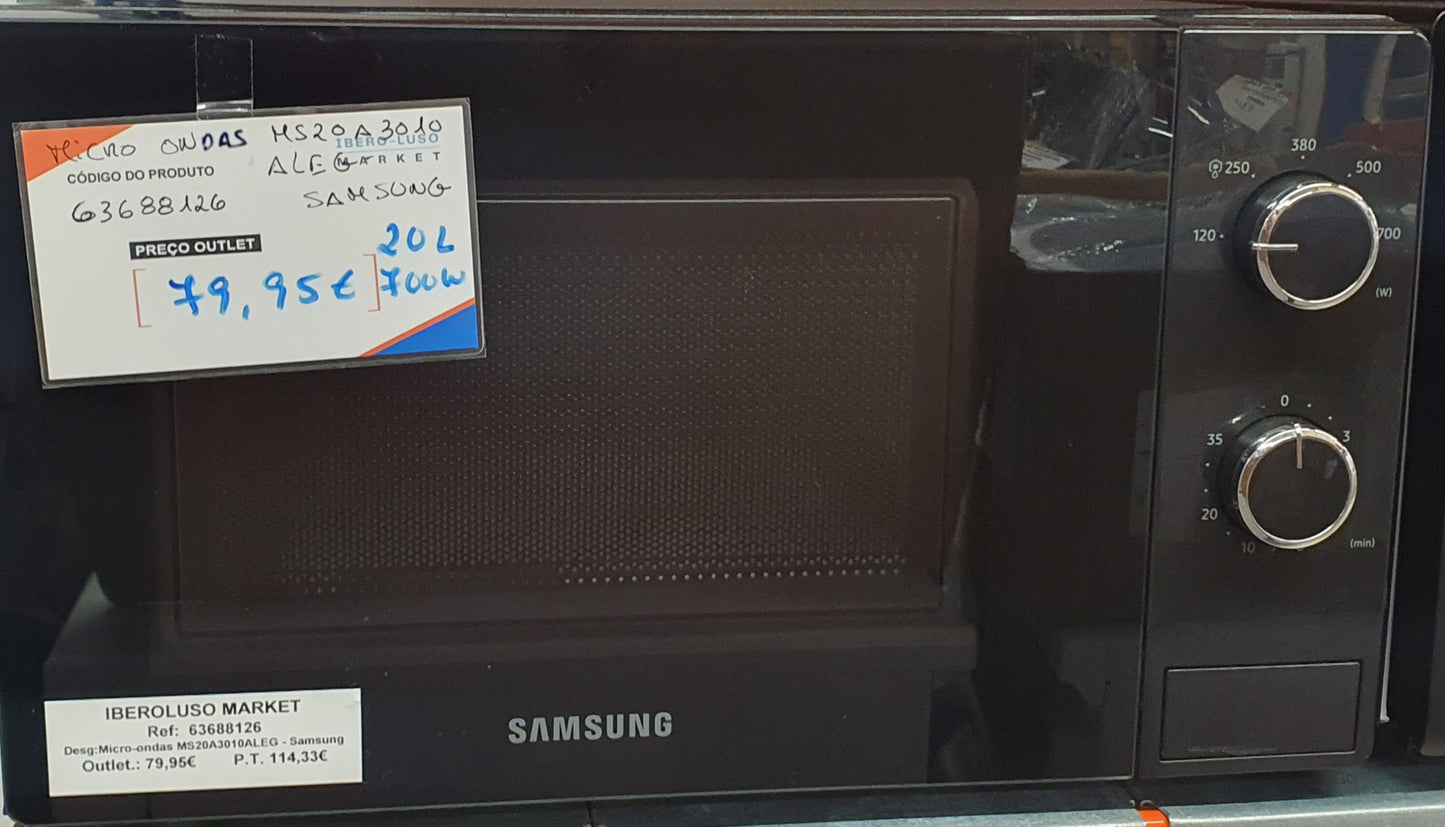 MICRO ONDAS MS20A3010
IBERO-LUSO
MARKET
ALEG
CÓDIGO DO PRODUTO
63688126
SAMSUNG
PREÇO OUTLET
20L
[79,95€] 700W
380
250 500
120 700
(W)
0
35 3
20
10 (min)
SAMSUNG
IBEROLUSO MARKET
Ref: 63688126
Desg:Micro-ondas MS20A3010ALEG - Samsung
Outlet.: 79,95€ P.T. 114,33€